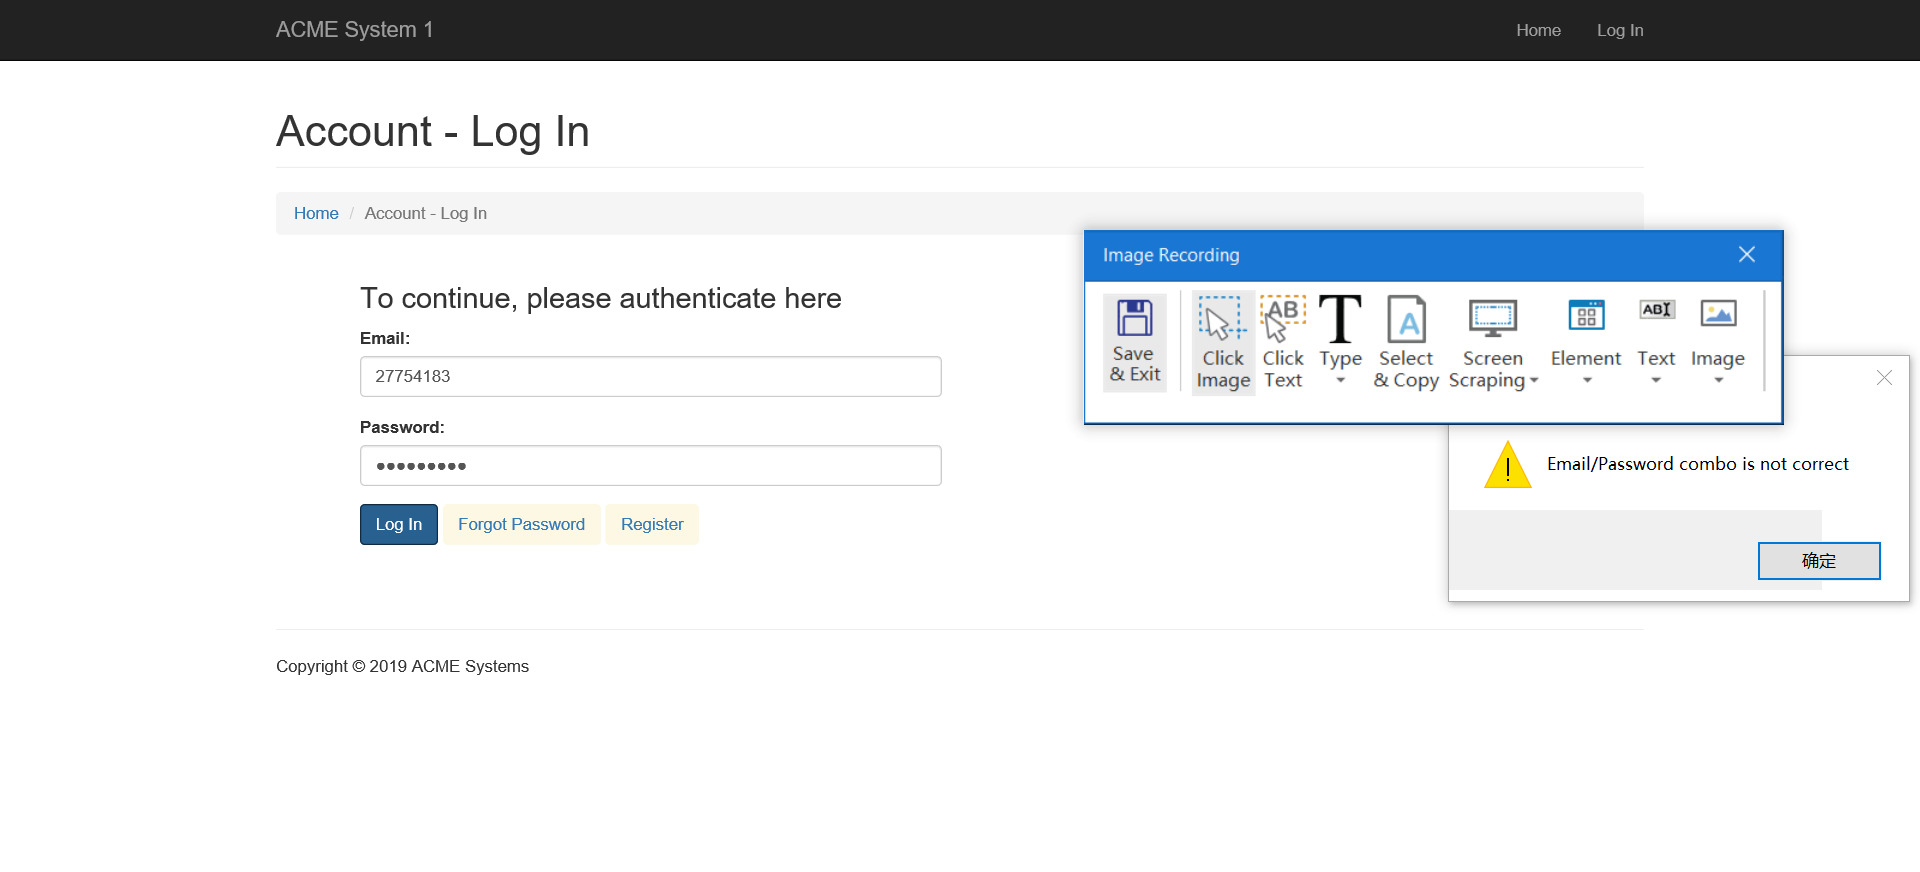 ACME System 1
Home
Log In
Account - Log In
Home / Account - Log In
Image Recording
Save & Exit
Click Image
Click Text
Type
Select & Copy
Screen Scraping
Element
Text
Image
To continue, please authenticate here
Email:
27754183
Password:
•••••••••
Log In
Forgot Password
Register
Email/Password combo is not correct
确定
Copyright © 2019 ACME Systems